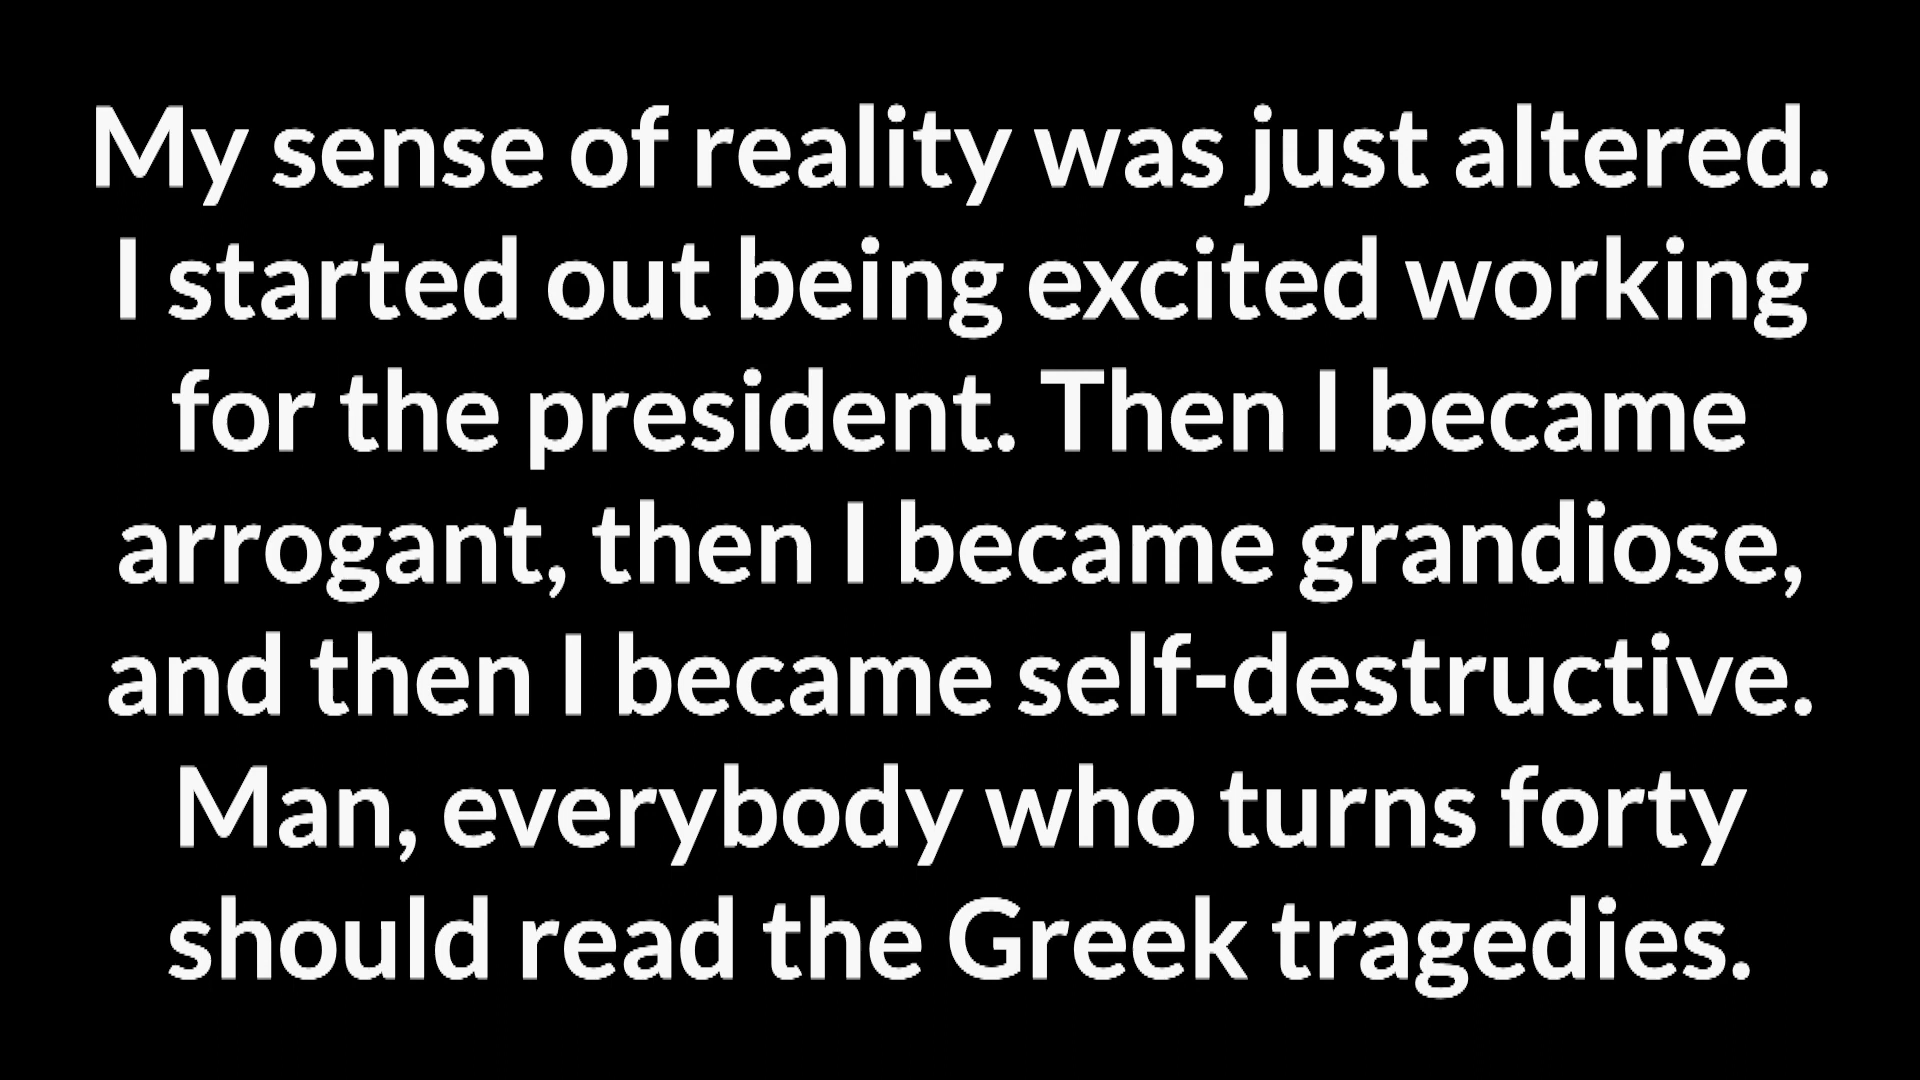 My sense of reality was just altered.
I started out being excited working
for the president. Then I became
arrogant, then I became grandiose,
and then I became self-destructive.
Man, everybody who turns forty
should read the Greek tragedies.